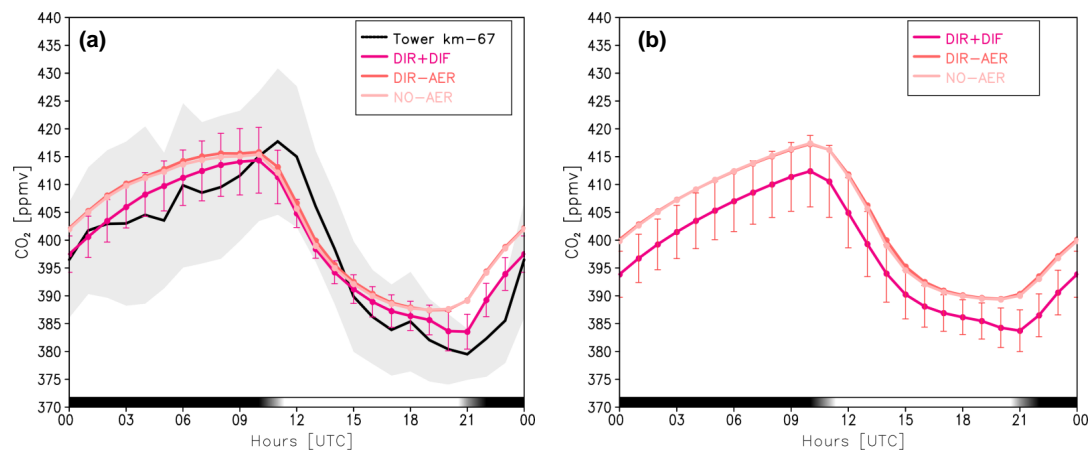 (a)
Tower km-67
DIR+DIF
DIR-AER
NO-AER
CO₂ [ppmv]
440
435
430
425
420
415
410
405
400
395
390
385
380
375
370
00 03 06 09 12 15 18 21 00
Hours [UTC]
(b)
DIR+DIF
DIR-AER
NO-AER
CO₂ [ppmv]
440
435
430
425
420
415
410
405
400
395
390
385
380
375
370
00 03 06 09 12 15 18 21 00
Hours [UTC]